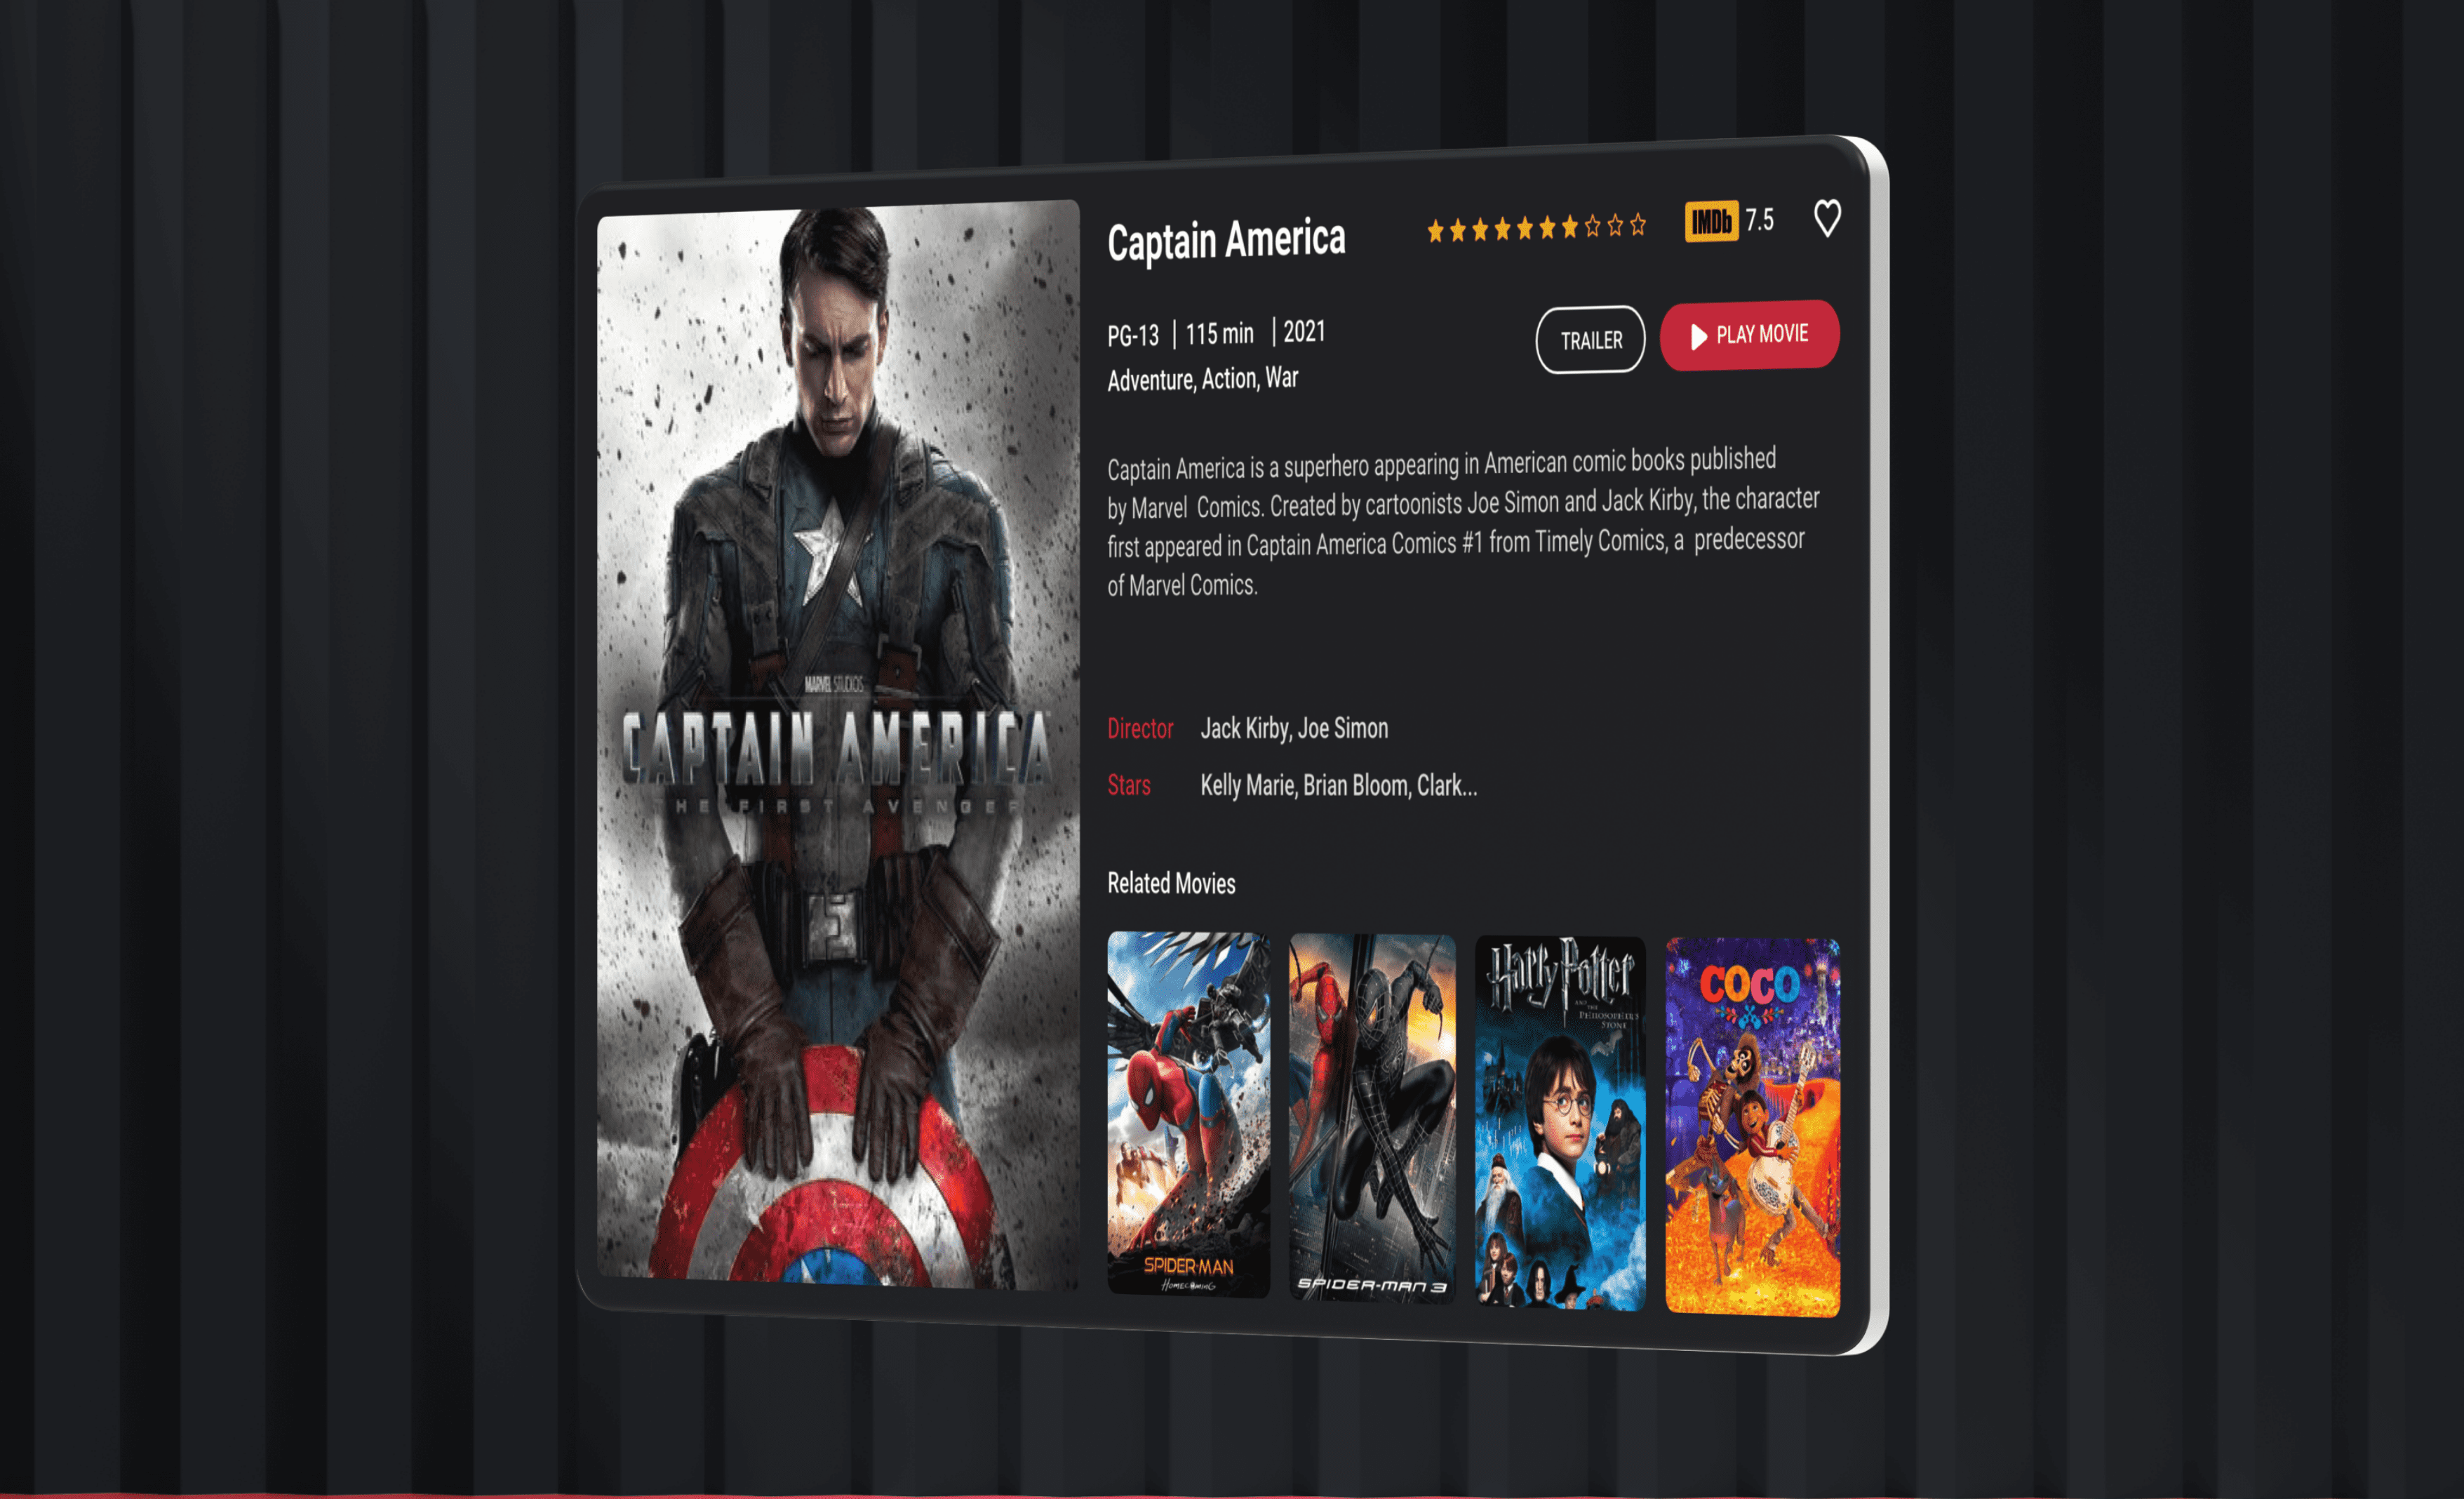 Captain America
IMDb 7.5
PG-13 | 115 min | 2021
TRAILER
PLAY MOVIE
Adventure, Action, War
Captain America is a superhero appearing in American comic books published
by Marvel Comics. Created by cartoonists Joe Simon and Jack Kirby, the character
first appeared in Captain America Comics #1 from Timely Comics, a predecessor
of Marvel Comics.
MARVEL STUDIOS
CAPTAIN AMERICA
THE FIRST AVENGER
Director Jack Kirby, Joe Simon
Stars Kelly Marie, Brian Bloom, Clark...
Related Movies
SPIDER-MAN
HOMECOMING
SPIDER-MAN 3
Harry Potter
AND THE
PHILOSOPHER'S
STONE
COCO